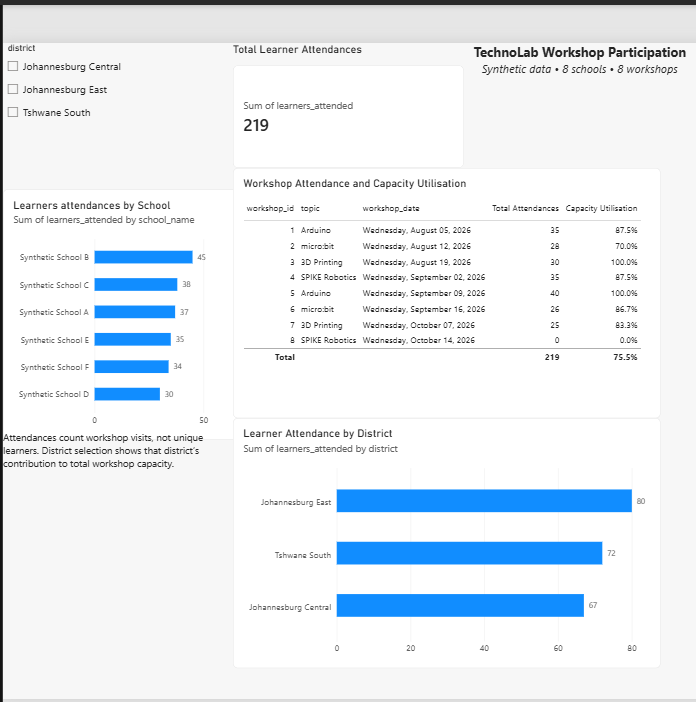 district
Johannesburg Central
Johannesburg East
Tshwane South
Total Learner Attendances
Sum of learners_attended
219
TechnoLab Workshop Participation
Synthetic data • 8 schools • 8 workshops
Learners attendances by School
Sum of learners_attended by school_name
Synthetic School B 45
Synthetic School C 38
Synthetic School A 37
Synthetic School E 35
Synthetic School F 34
Synthetic School D 30
0 50
Attendances count workshop visits, not unique
learners. District selection shows that district's
contribution to total workshop capacity.
Workshop Attendance and Capacity Utilisation
workshop_id topic workshop_date Total Attendances Capacity Utilisation
1 Arduino Wednesday, August 05, 2026 35 87.5%
2 micro:bit Wednesday, August 12, 2026 28 70.0%
3 3D Printing Wednesday, August 19, 2026 30 100.0%
4 SPIKE Robotics Wednesday, September 02, 2026 35 87.5%
5 Arduino Wednesday, September 09, 2026 40 100.0%
6 micro:bit Wednesday, September 16, 2026 26 86.7%
7 3D Printing Wednesday, October 07, 2026 25 83.3%
8 SPIKE Robotics Wednesday, October 14, 2026 0 0.0%
Total 219 75.5%
Learner Attendance by District
Sum of learners_attended by district
Johannesburg East 80
Tshwane South 72
Johannesburg Central 67
0 20 40 60 80